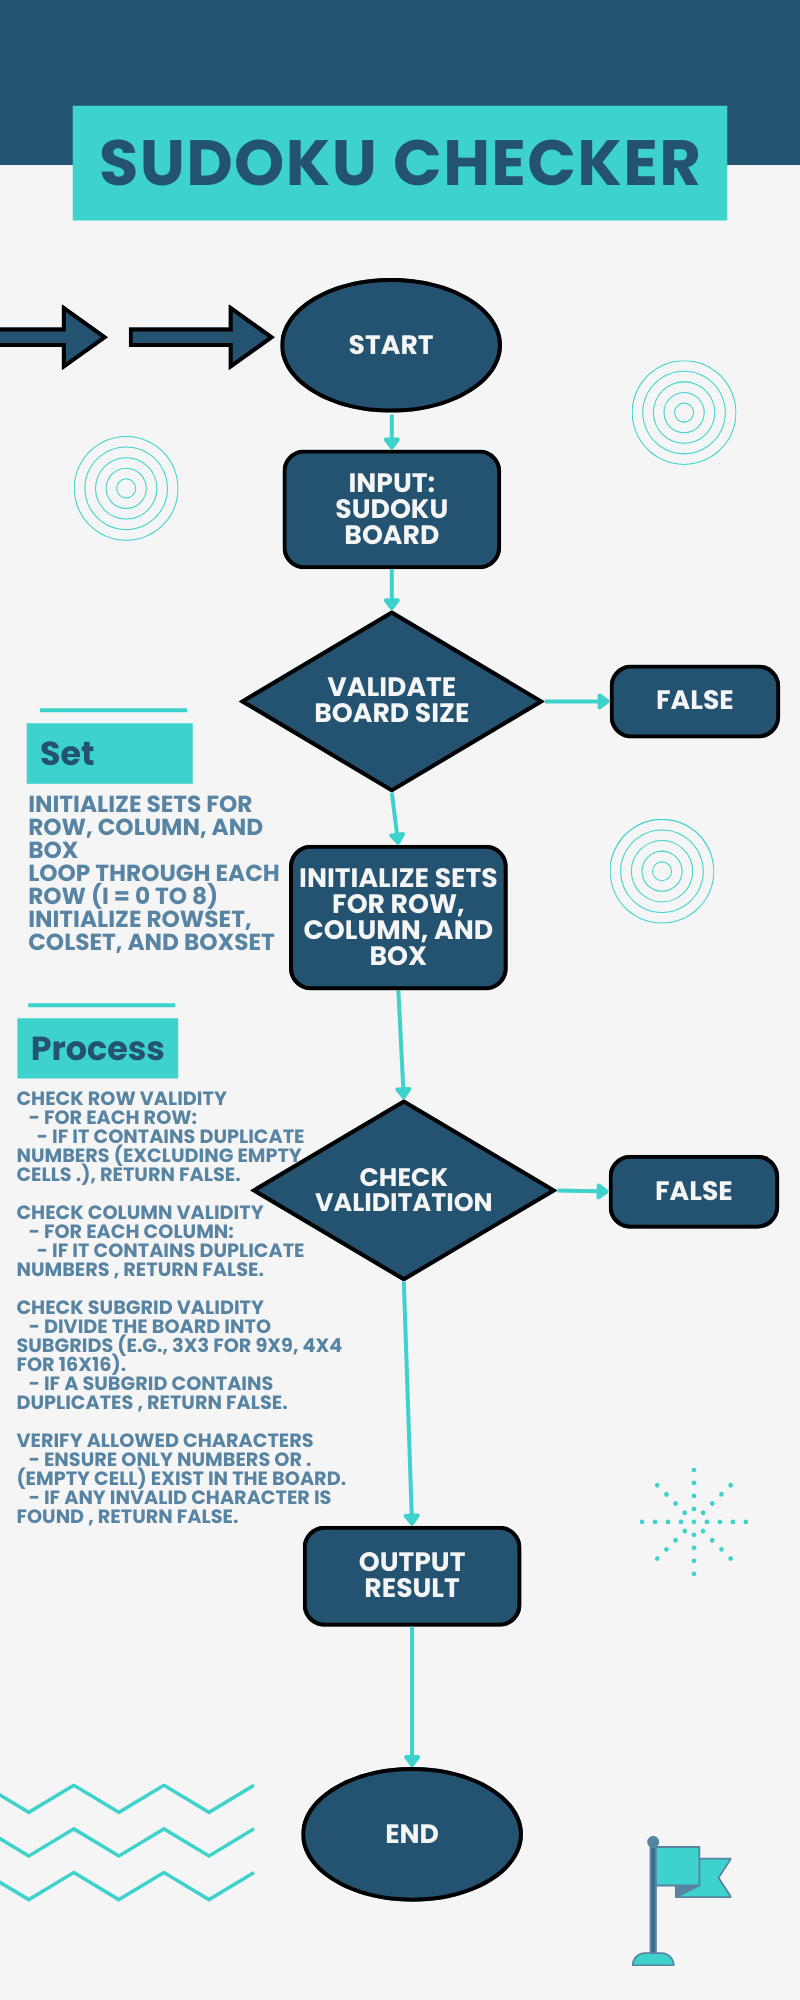 SUDOKU CHECKER
START
INPUT:
SUDOKU
BOARD
VALIDATE
BOARD SIZE
FALSE
Set
INITIALIZE SETS FOR
ROW, COLUMN, AND
BOX
LOOP THROUGH EACH
ROW (I = 0 TO 8)
INITIALIZE ROWSET,
COLSET, AND BOXSET
INITIALIZE SETS
FOR ROW,
COLUMN, AND
BOX
Process
CHECK ROW VALIDITY
- FOR EACH ROW:
- IF IT CONTAINS DUPLICATE
NUMBERS (EXCLUDING EMPTY
CELLS .), RETURN FALSE.
CHECK COLUMN VALIDITY
- FOR EACH COLUMN:
- IF IT CONTAINS DUPLICATE
NUMBERS , RETURN FALSE.
CHECK SUBGRID VALIDITY
- DIVIDE THE BOARD INTO
SUBGRIDS (E.G., 3X3 FOR 9X9, 4X4
FOR 16X16).
- IF A SUBGRID CONTAINS
DUPLICATES , RETURN FALSE.
VERIFY ALLOWED CHARACTERS
- ENSURE ONLY NUMBERS OR .
(EMPTY CELL) EXIST IN THE BOARD.
- IF ANY INVALID CHARACTER IS
FOUND , RETURN FALSE.
CHECK
VALIDITATION
FALSE
OUTPUT
RESULT
END